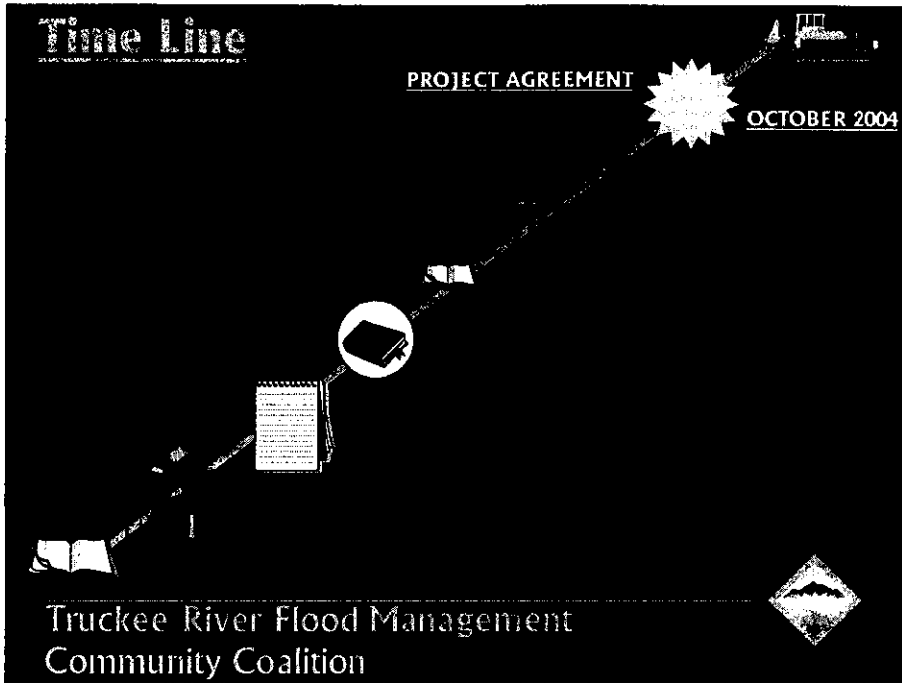 Time Line
PROJECT AGREEMENT
OCTOBER 2004
Truckee River Flood Management
Community Coalition